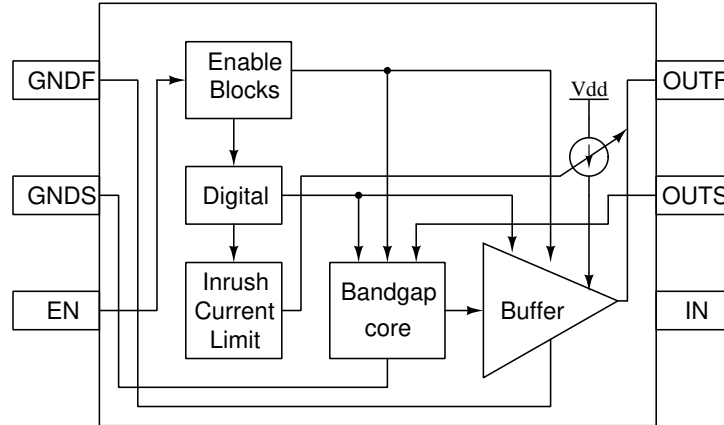 GNDF
Enable
Blocks
Vdd
OUTF
GNDS
Digital
OUTS
EN
Inrush
Current
Limit
Bandgap
core
Buffer
IN